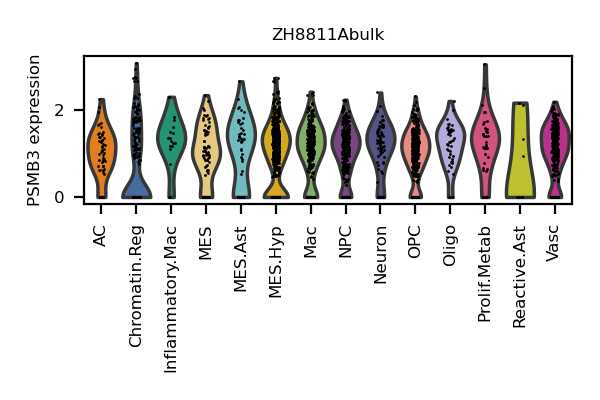 ZH8811Abulk
PSMB3 expression
2
0
AC
Chromatin.Reg
Inflammatory.Mac
MES
MES.Ast
MES.Hyp
Mac
NPC
Neuron
OPC
Oligo
Prolif.Metab
Reactive.Ast
Vasc